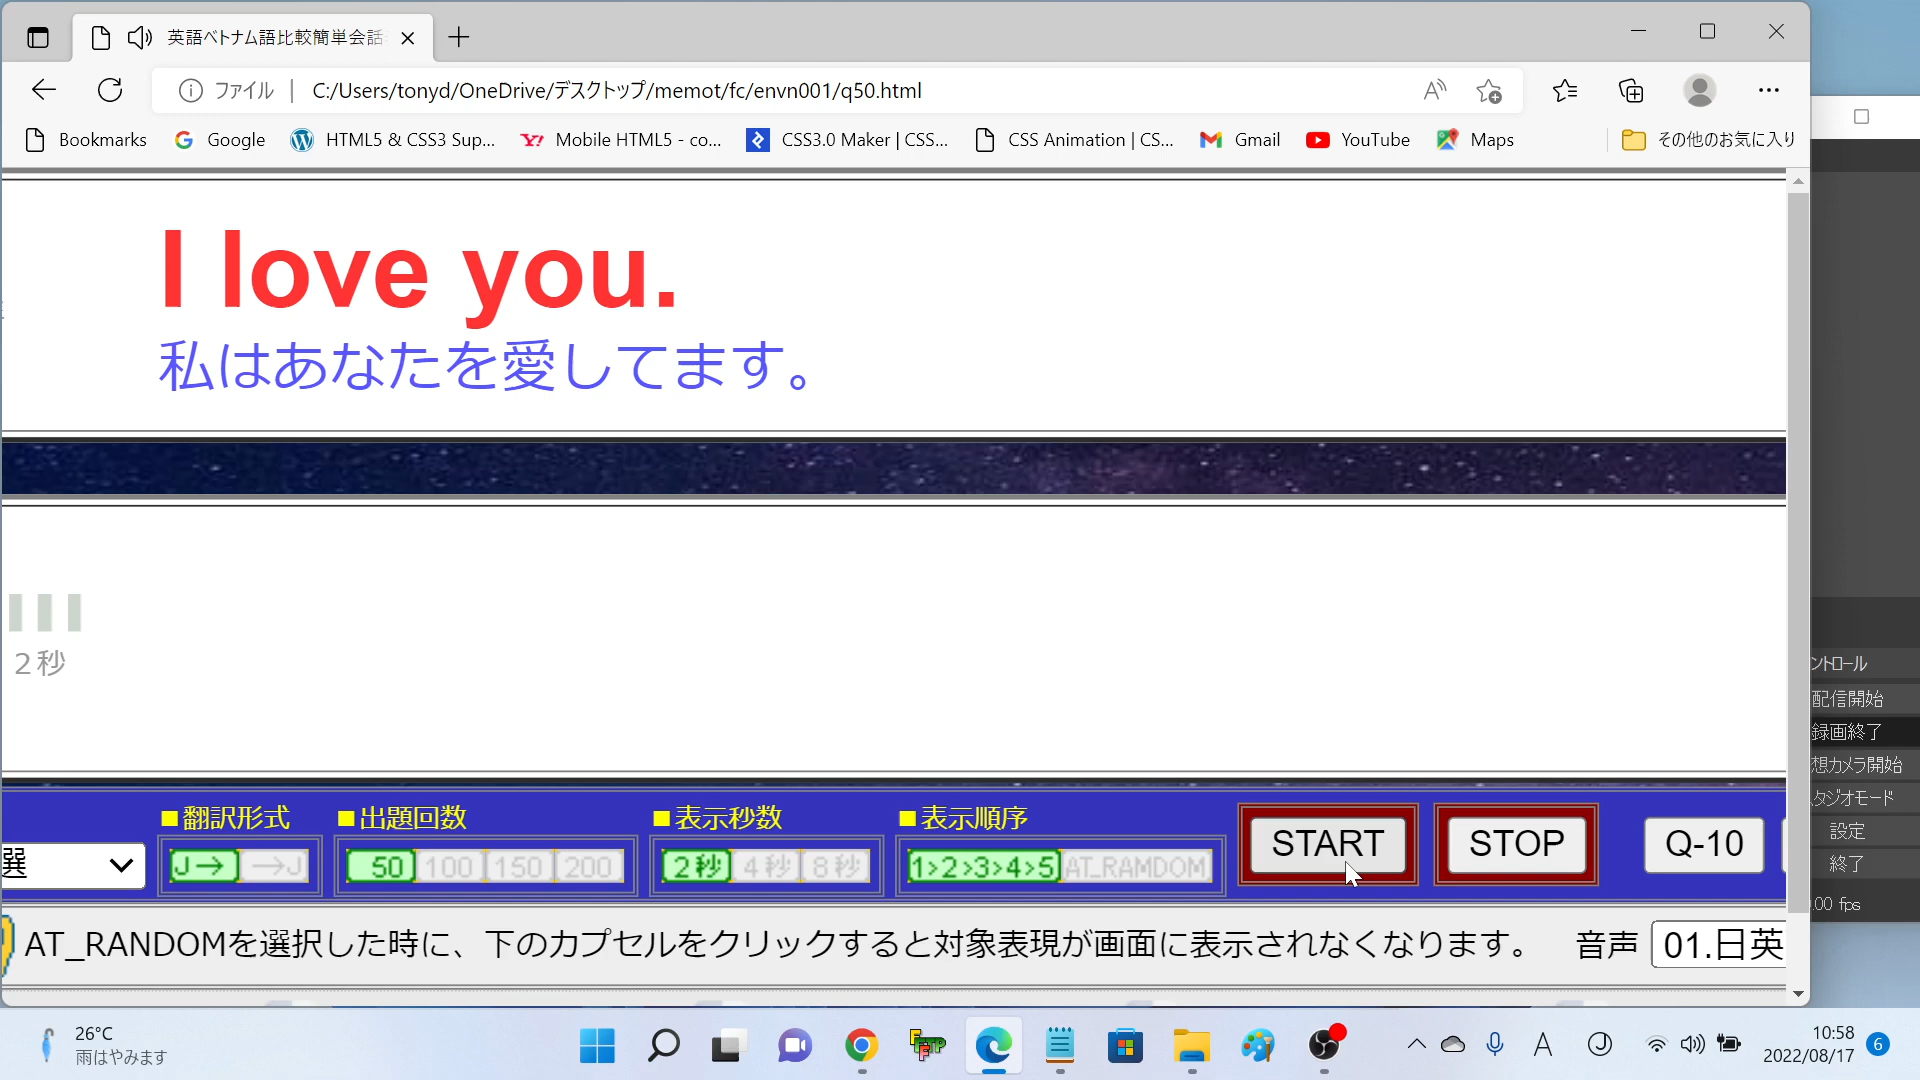 英語ベトナム語比較簡単会話
ファイル | C:/Users/tonyd/OneDrive/デスクトップ/memot/fc/envn001/q50.html
Bookmarks Google HTML5 & CSS3 Sup... Mobile HTML5 - co... CSS3.0 Maker | CSS... CSS Animation | CS... Gmail YouTube Maps その他のお気に入り
I love you.
私はあなたを愛してます。
2秒
■翻訳形式 ■出題回数 ■表示秒数 ■表示順序
選 J→ →J 50 100 150 200 2秒 4秒 8秒 1>2>3>4>5 AT_RAMDOM START STOP Q-10
AT_RANDOMを選択した時に、下のカプセルをクリックすると対象表現が画面に表示されなくなります。 音声 01.日英
ントロール
配信開始
録画終了
想カメラ開始
タジオモード
設定
終了
.00 fps
26°C
雨はやみます
10:58
2022/08/17
6